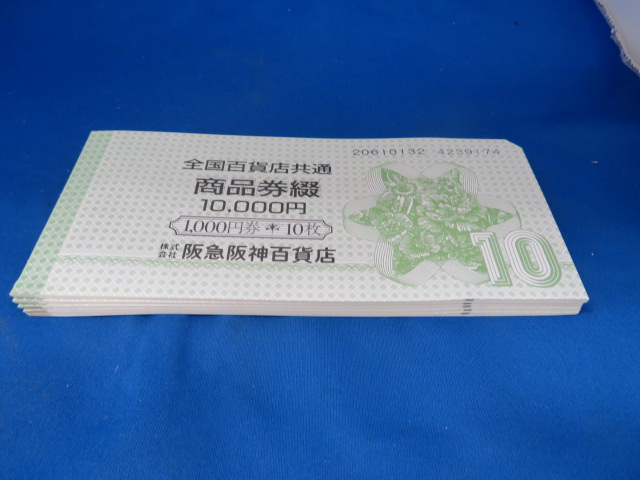 20610132 4239174
全国百貨店共通
商品券綴
10,000円
1,000円券＊10枚
株式会社 阪急阪神百貨店
10